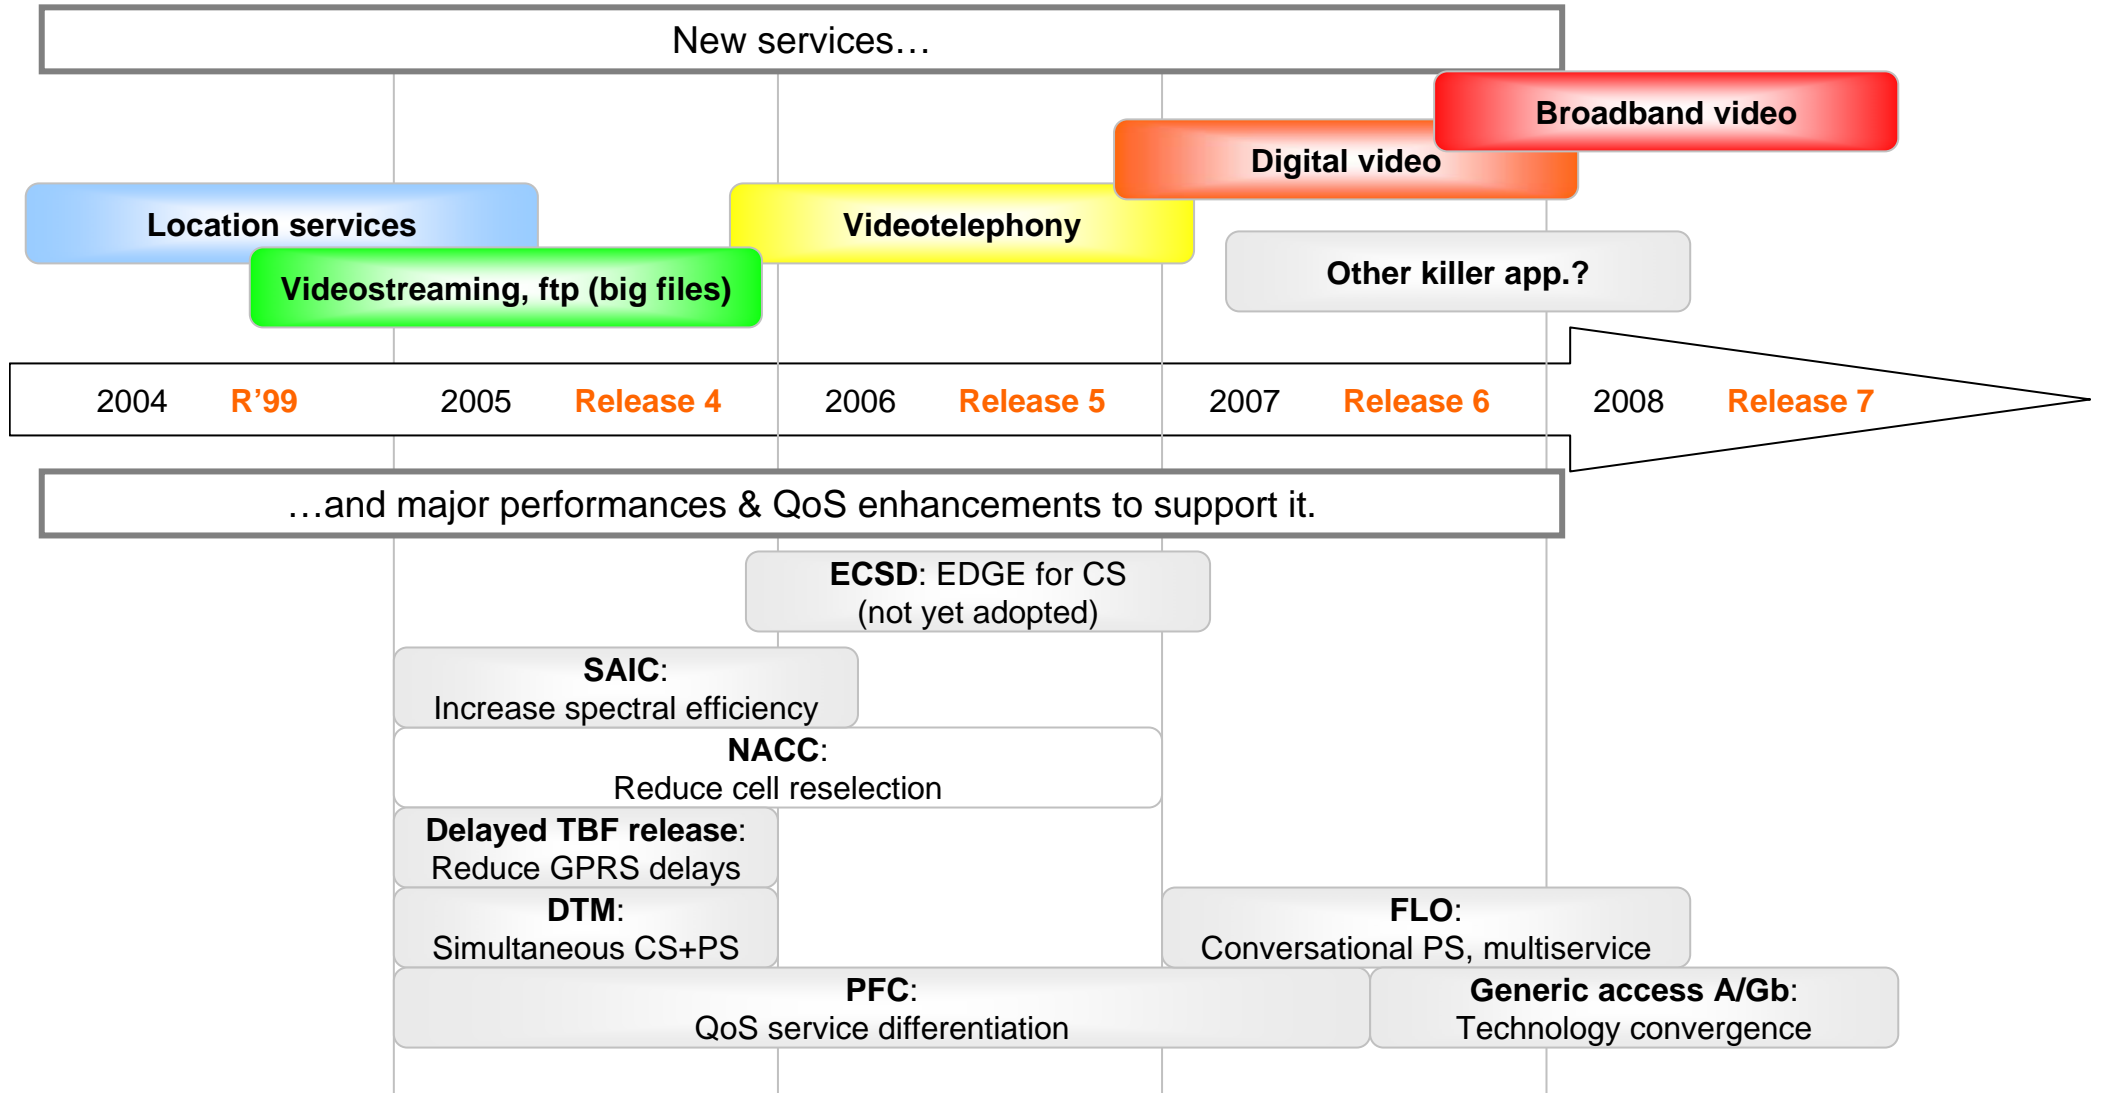 New services…
Broadband video
Digital video
Location services
Videotelephony
Videostreaming, ftp (big files)
Other killer app.?
2004 R’99 2005 Release 4 2006 Release 5 2007 Release 6 2008 Release 7
…and major performances & QoS enhancements to support it.
ECSD: EDGE for CS
(not yet adopted)
SAIC:
Increase spectral efficiency
NACC:
Reduce cell reselection
Delayed TBF release:
Reduce GPRS delays
DTM:
Simultaneous CS+PS
FLO:
Conversational PS, multiservice
PFC:
QoS service differentiation
Generic access A/Gb:
Technology convergence